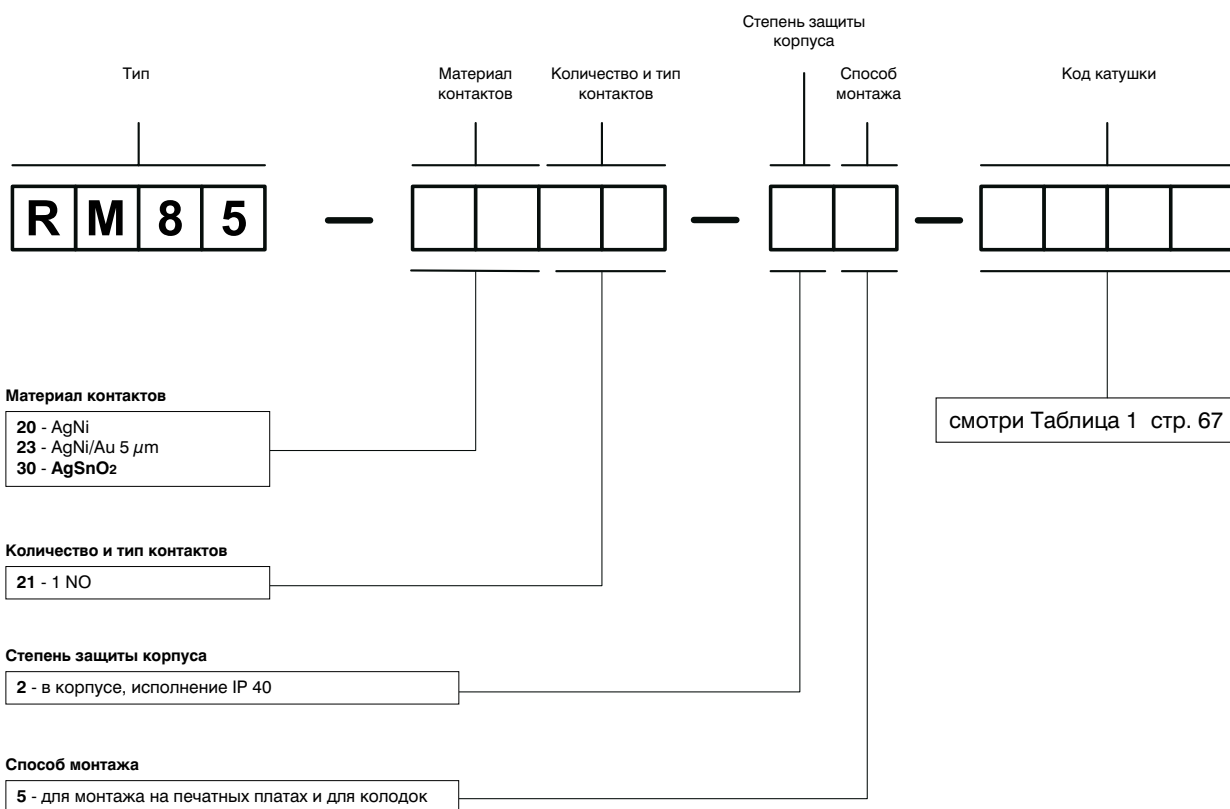 Степень защиты
корпуса
Тип
Материал
контактов
Количество и тип
контактов
Способ
монтажа
Код катушки
RM85 — — —
Материал контактов
20 - AgNi
23 - AgNi/Au 5 µm
30 - AgSnO2
смотри Таблица 1 стр. 67
Количество и тип контактов
21 - 1 NO
Степень защиты корпуса
2 - в корпусе, исполнение IP 40
Способ монтажа
5 - для монтажа на печатных платах и для колодок